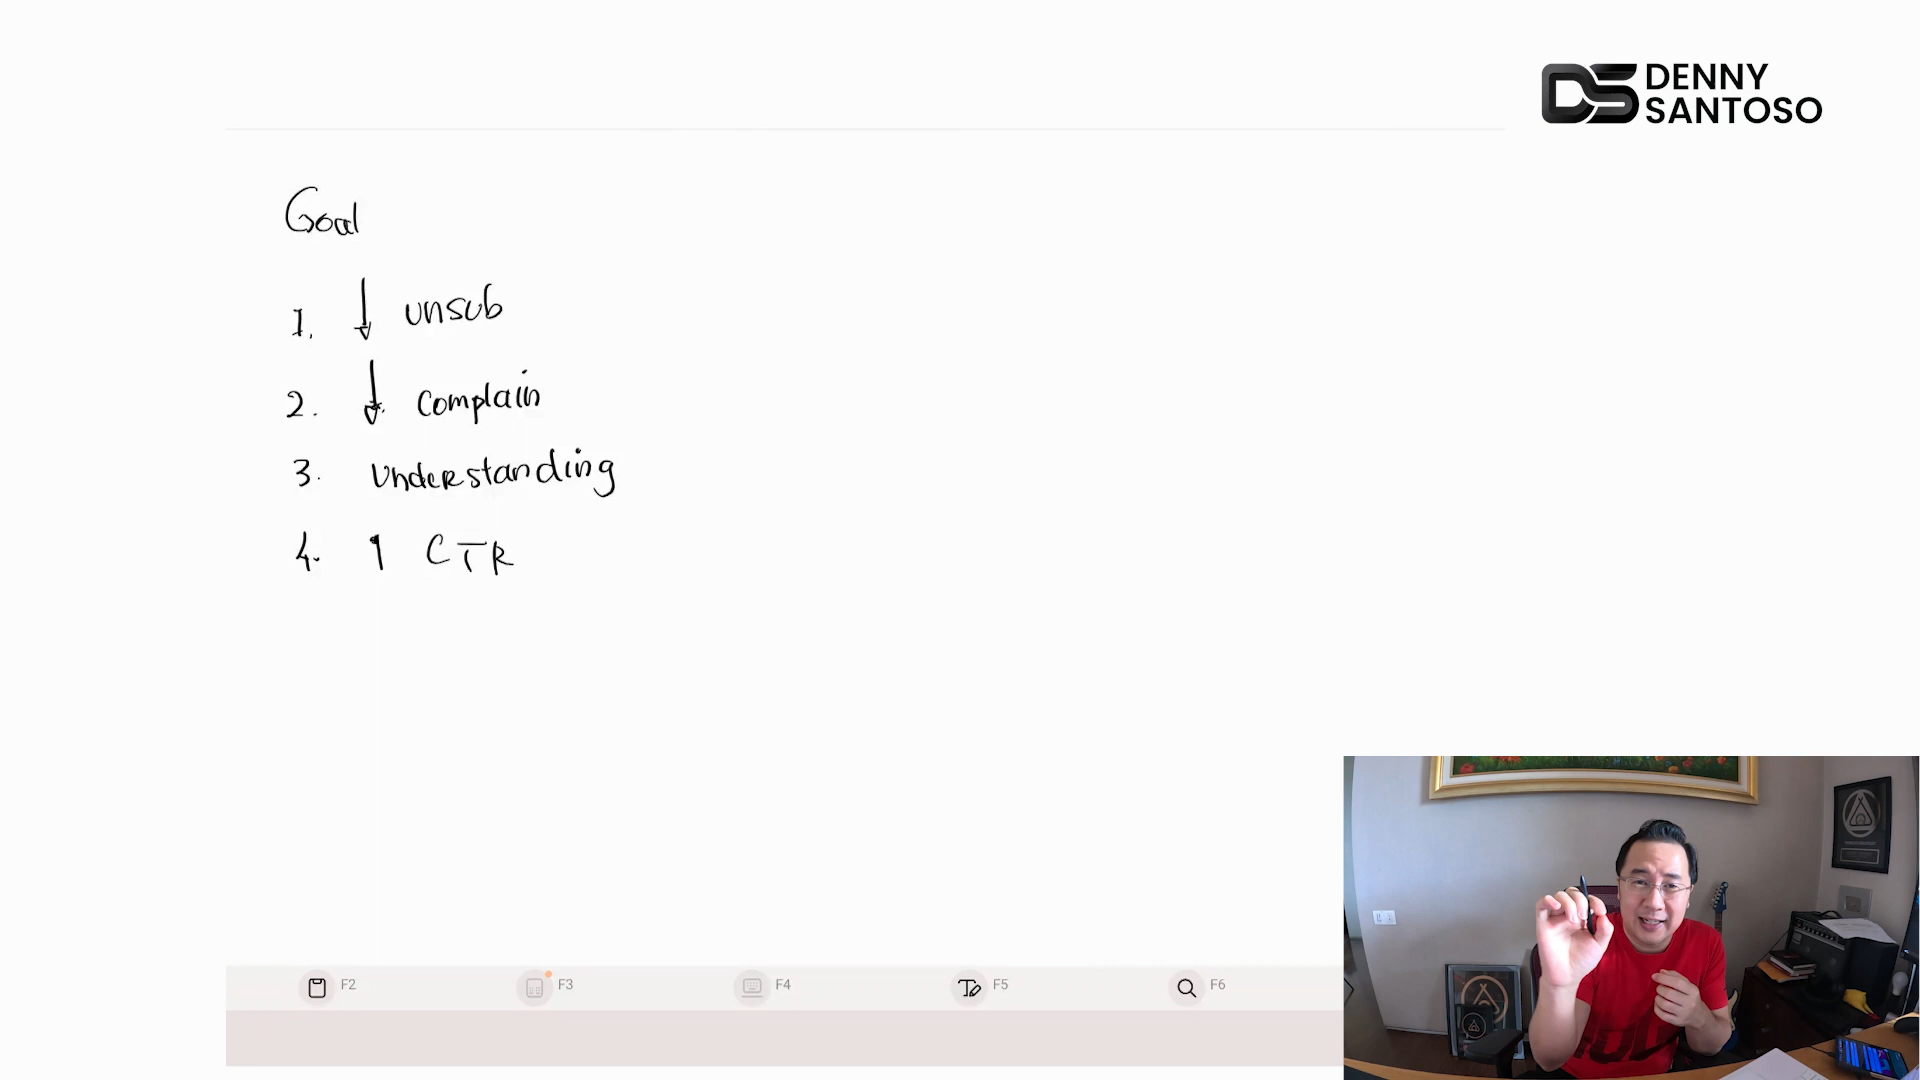 DENNY
SANTOSO
Goal
1. ↓ unsub
2. ↓ complain
3. Understanding
4. ↑ CTR
F2
F3
F4
F5
F6